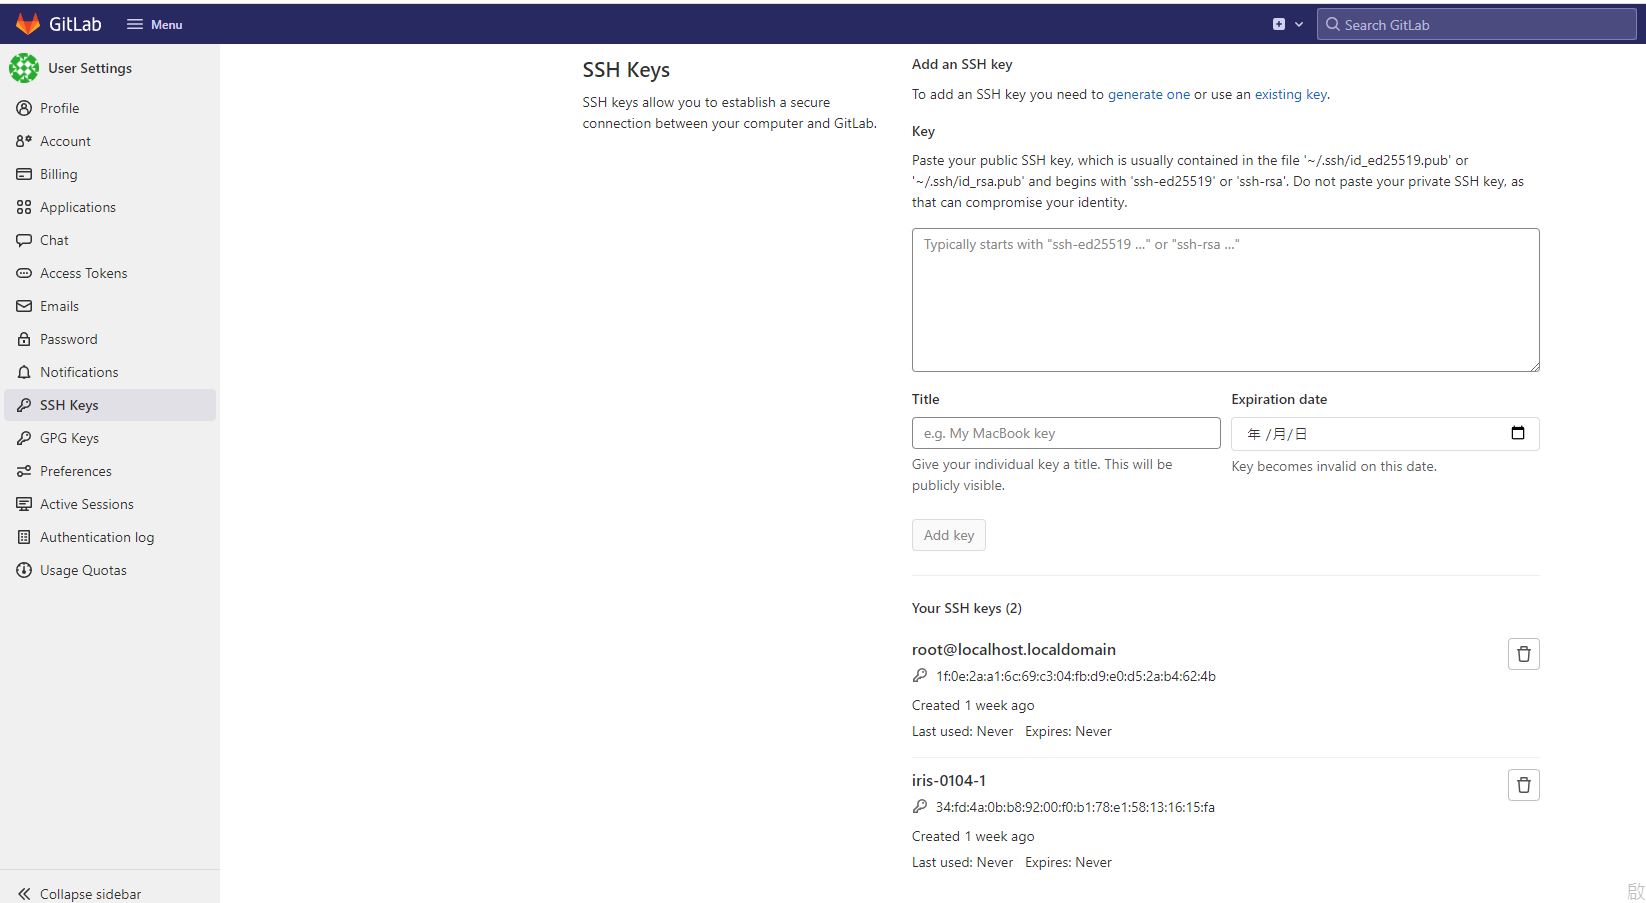 GitLab
Menu
Search GitLab
User Settings
Profile
Account
Billing
Applications
Chat
Access Tokens
Emails
Password
Notifications
SSH Keys
GPG Keys
Preferences
Active Sessions
Authentication log
Usage Quotas
Collapse sidebar
SSH Keys
SSH keys allow you to establish a secure
connection between your computer and GitLab.
Add an SSH key
To add an SSH key you need to generate one or use an existing key.
Key
Paste your public SSH key, which is usually contained in the file '~/.ssh/id_ed25519.pub' or
'~/.ssh/id_rsa.pub' and begins with 'ssh-ed25519' or 'ssh-rsa'. Do not paste your private SSH key, as
that can compromise your identity.
Typically starts with "ssh-ed25519 ..." or "ssh-rsa ..."
Title
e.g. My MacBook key
Give your individual key a title. This will be
publicly visible.
Expiration date
年 /月/日
Key becomes invalid on this date.
Add key
Your SSH keys (2)
root@localhost.localdomain
1f:0e:2a:a1:6c:69:c3:04:fb:d9:e0:d5:2a:b4:62:4b
Created 1 week ago
Last used: Never Expires: Never
iris-0104-1
34:fd:4a:0b:b8:92:00:f0:b1:78:e1:58:13:16:15:fa
Created 1 week ago
Last used: Never Expires: Never
啟